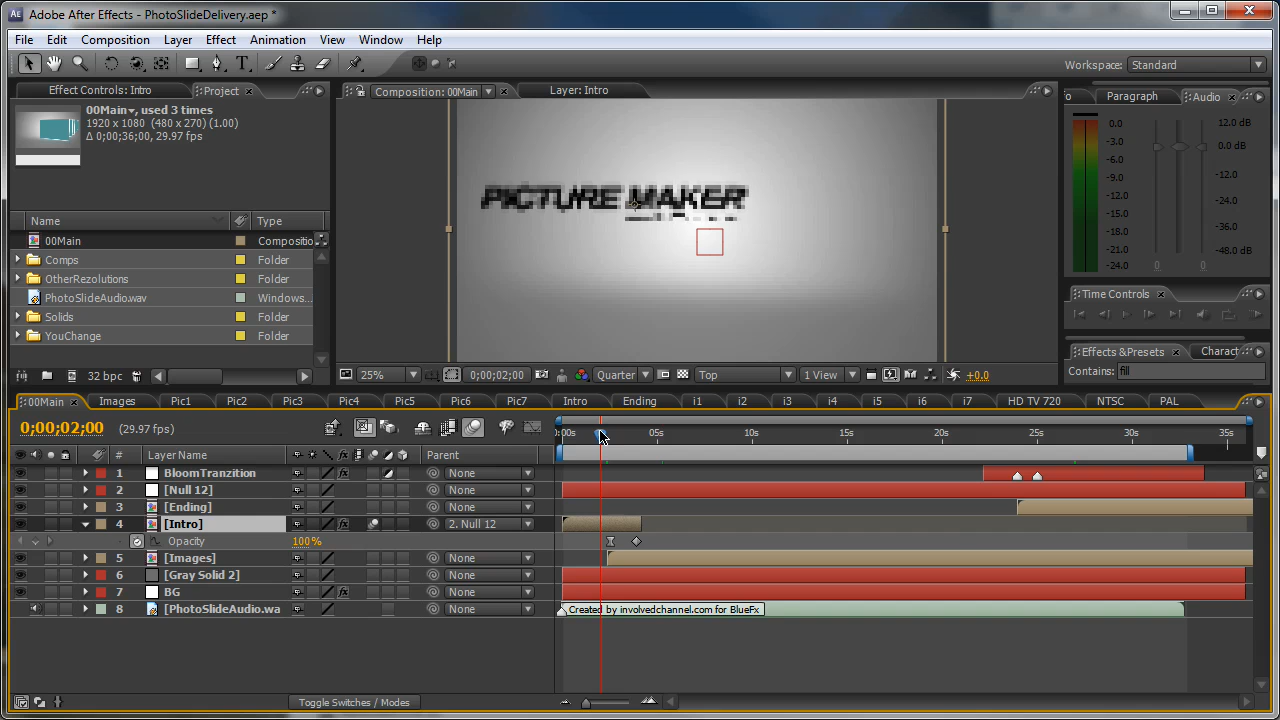 Adobe After Effects - PhotoSlideDelivery.aep *
File Edit Composition Layer Effect Animation View Window Help
Workspace: Standard
Effect Controls: Intro
Project
Composition: 00Main
Layer: Intro
Paragraph
Audio
00Main, used 3 times
1920 x 1080 (480 x 270) (1.00)
Δ 0;00;36;00, 29.97 fps
PICTURE MAKER
0.0
-3.0
-6.0
-9.0
-12.0
-15.0
-18.0
-21.0
-24.0
12.0 dB
0.0 dB
-12.0
-24.0
-36.0
-48.0 dB
0 0
Name Type
00Main Compositio
Comps Folder
OtherRezolutions Folder
PhotoSlideAudio.wav Windows...
Solids Folder
YouChange Folder
Time Controls
Effects & Presets
Charact
Contains: fill
32 bpc
25% 0;00;02;00 Quarter Top 1 View +0.0
00Main Images Pic1 Pic2 Pic3 Pic4 Pic5 Pic6 Pic7 Intro Ending i1 i2 i3 i4 i5 i6 i7 HD TV 720 NTSC PAL
0;00;02;00 (29.97 fps)
:00s 05s 10s 15s 20s 25s 30s 35s
# Layer Name Parent
1 BloomTranzition None
2 [Null 12] None
3 [Ending] None
4 [Intro] 2. Null 12
Opacity 100%
5 [Images] None
6 [Gray Solid 2] None
7 BG None
8 [PhotoSlideAudio.wa None
Created by involvedchannel.com for BlueFx
Toggle Switches / Modes